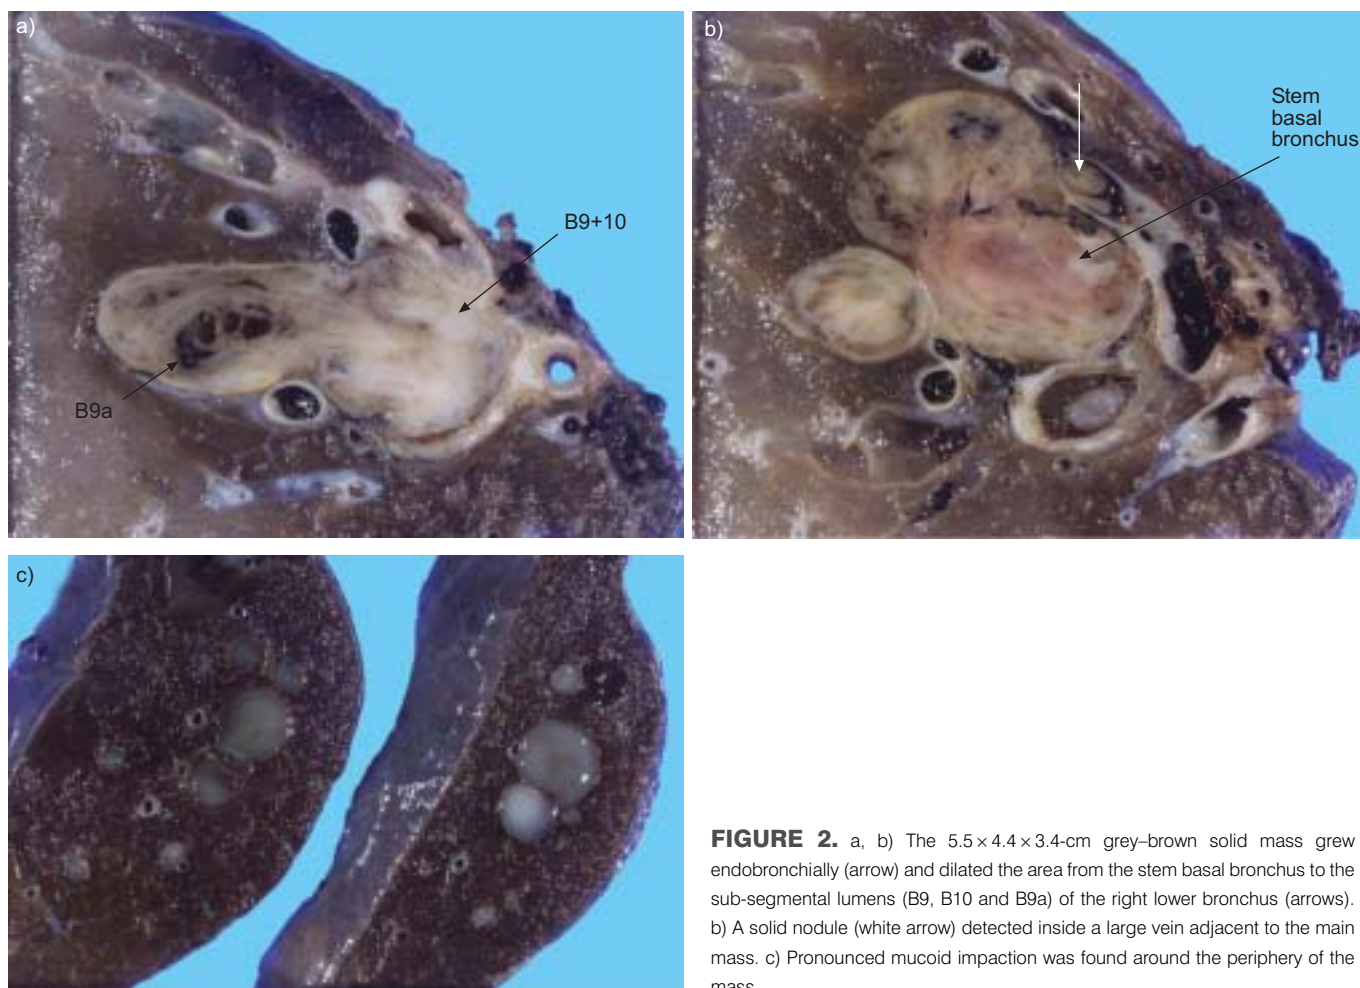 a)
B9+10
B9a
b)
Stem
basal
bronchus
c)
FIGURE 2. a, b) The 5.5 × 4.4 × 3.4-cm grey–brown solid mass grew
endobronchially (arrow) and dilated the area from the stem basal bronchus to the
sub-segmental lumens (B9, B10 and B9a) of the right lower bronchus (arrows).
b) A solid nodule (white arrow) detected inside a large vein adjacent to the main
mass. c) Pronounced mucoid impaction was found around the periphery of the
mass